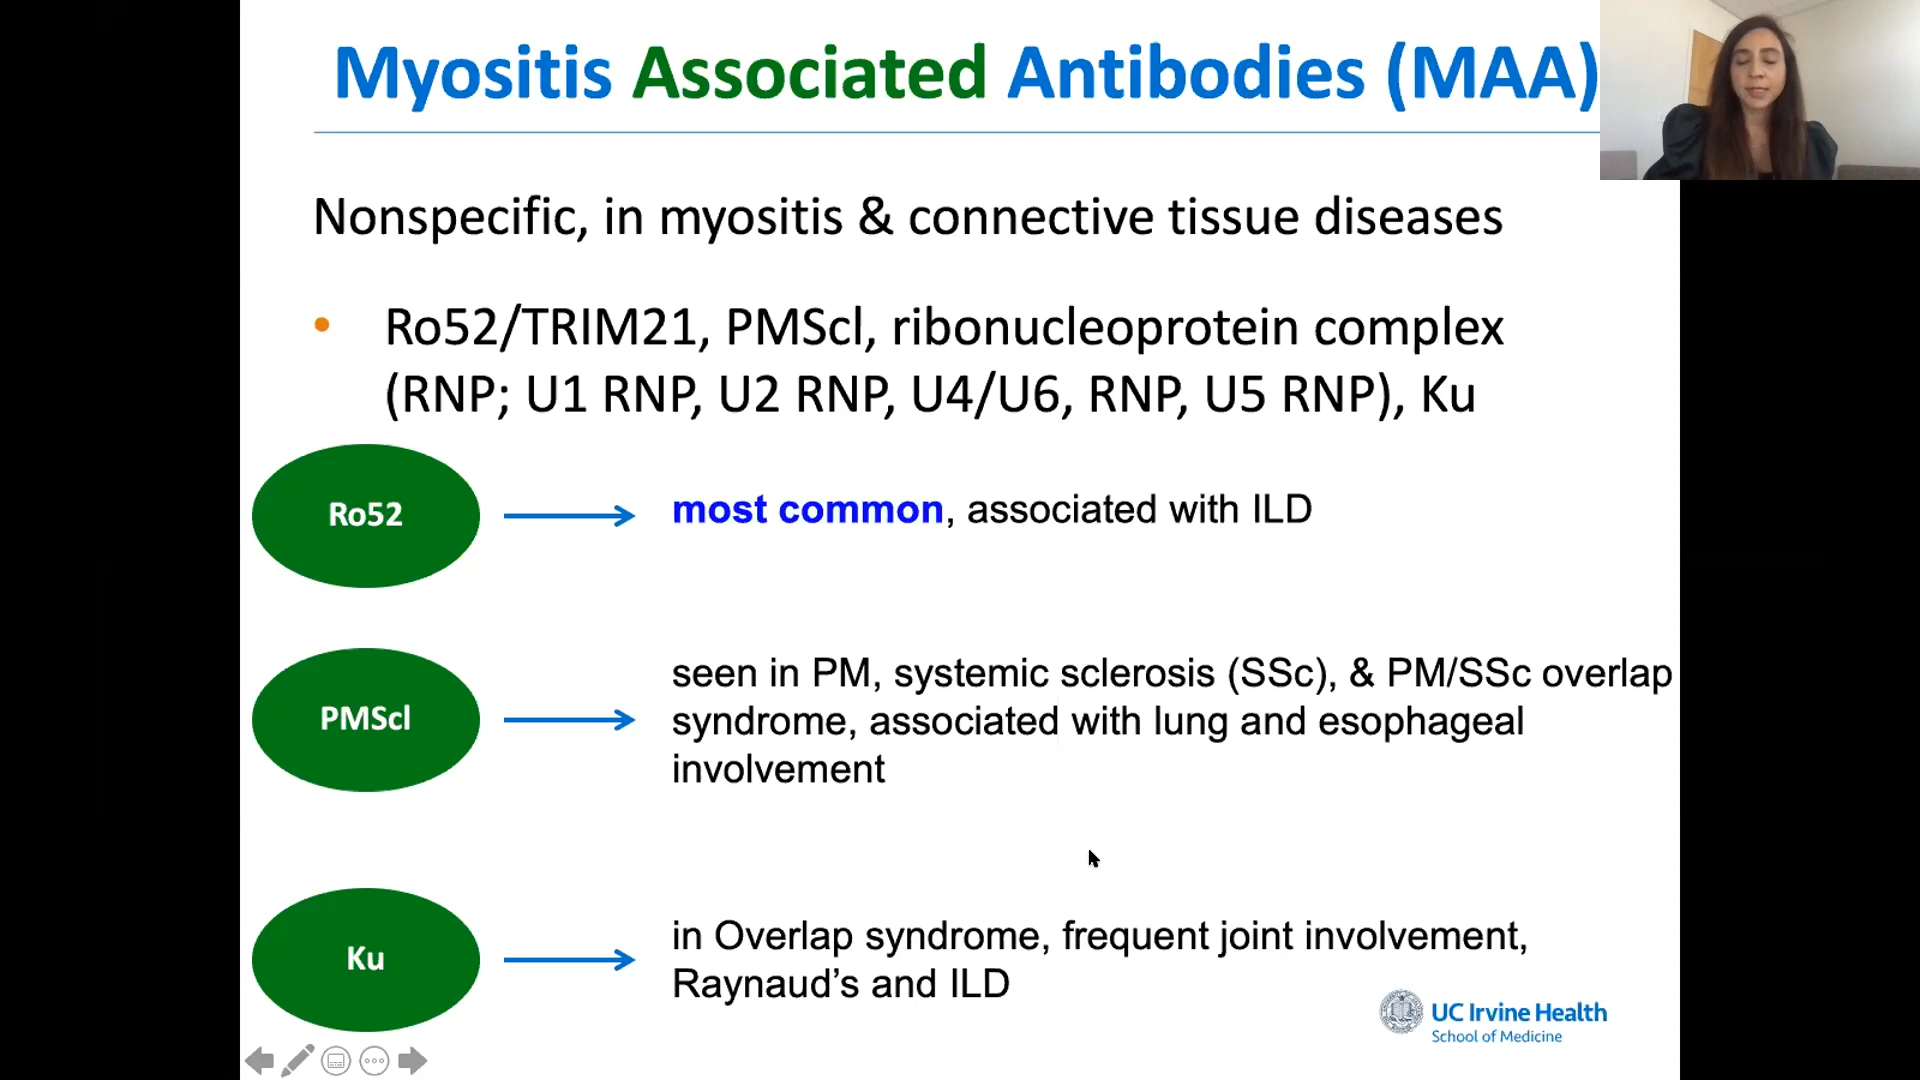 Myositis Associated Antibodies (MAA)
Nonspecific, in myositis & connective tissue diseases
• Ro52/TRIM21, PMScl, ribonucleoprotein complex
(RNP; U1 RNP, U2 RNP, U4/U6, RNP, U5 RNP), Ku
Ro52
most common, associated with ILD
PMScl
seen in PM, systemic sclerosis (SSc), & PM/SSc overlap
syndrome, associated with lung and esophageal
involvement
Ku
in Overlap syndrome, frequent joint involvement,
Raynaud’s and ILD
UC Irvine Health
School of Medicine